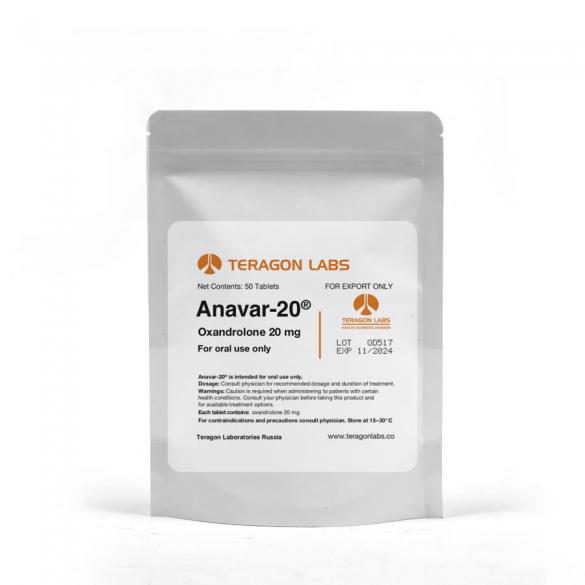 TERAGON LABS
Net Contents: 50 Tablets
FOR EXPORT ONLY
Anavar-20®
Oxandrolone 20 mg
For oral use only
TERAGON LABS
HEALTH SCIENCES DIVISION
LOT OD517
EXP 11/2024
Anavar-20® is intended for oral use only.
Dosage: Consult physician for recommended dosage and duration of treatment.
Warnings: Caution is required when administering to patients with certain
health conditions. Consult your physician before taking this product and
for available treatment options.
Each tablet contains: oxandrolone 20 mg.
For contraindications and precautions consult physician. Store at 15–30°C
Teragon Laboratories Russia
www.teragonlabs.co